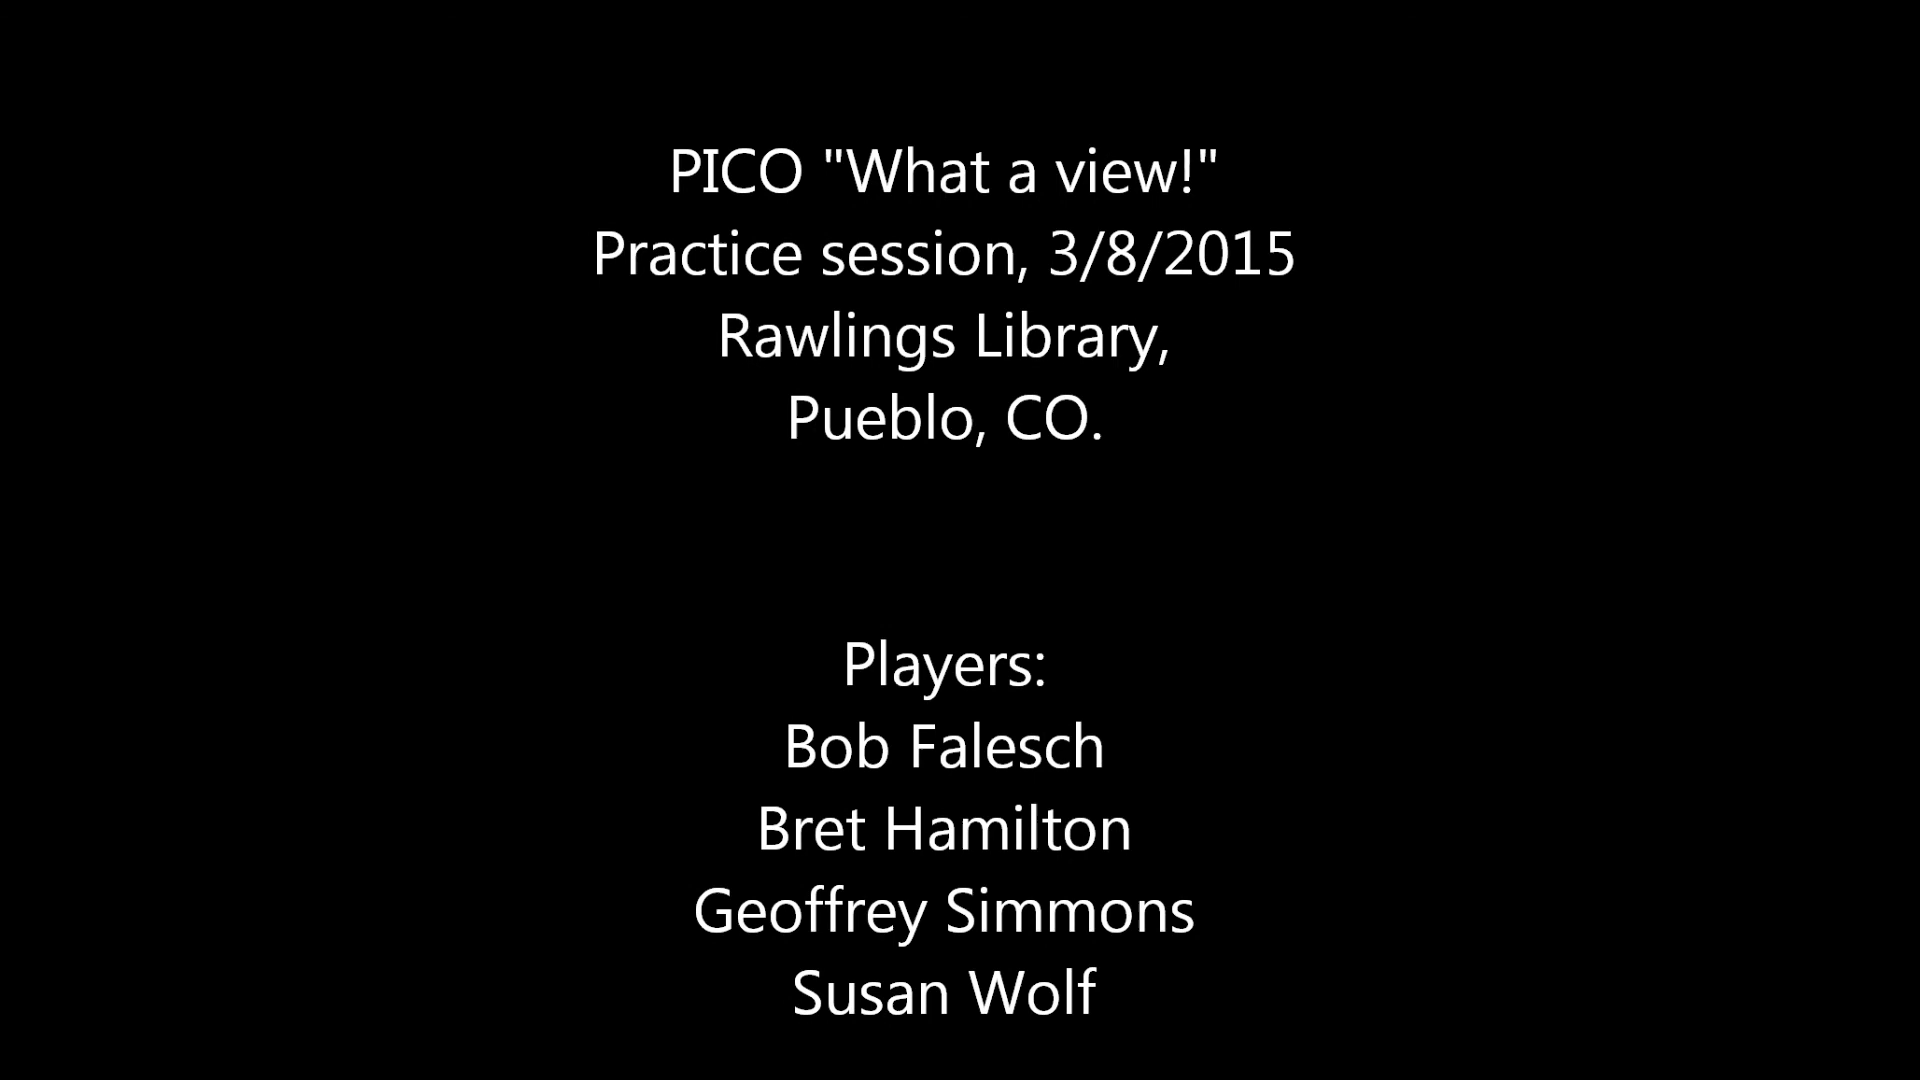 PICO "What a view!"
Practice session, 3/8/2015
Rawlings Library,
Pueblo, CO.
Players:
Bob Falesch
Bret Hamilton
Geoffrey Simmons
Susan Wolf